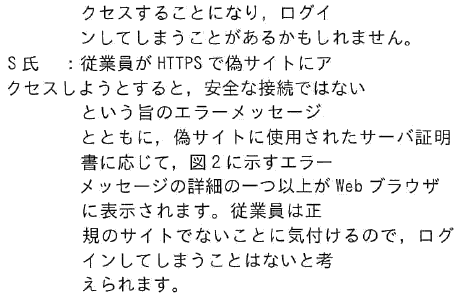 クセスすることになり，ログイ
ンしてしまうことがあるかもしれません。
S氏　：従業員がHTTPSで偽サイトにア
クセスしようとすると，安全な接続ではない
という旨のエラーメッセージ
とともに，偽サイトに使用されたサーバ証明
書に応じて，図2に示すエラー
メッセージの詳細の一つ以上がWebブラウザ
に表示されます。従業員は正
規のサイトでないことに気付けるので，ログ
インしてしまうことはないと考
えられます。